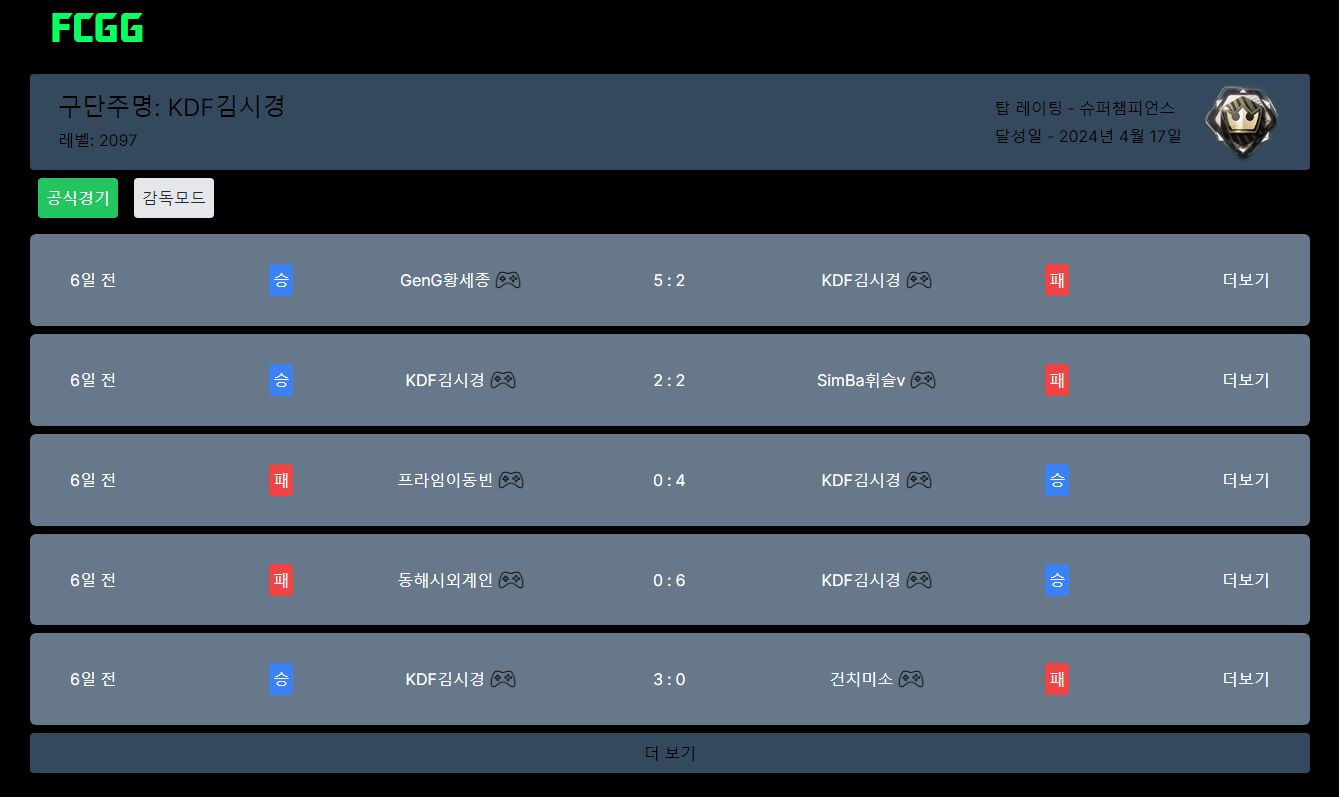 FCGG
구단주명: KDF김시경
레벨: 2097
탑 레이팅 - 슈퍼챔피언스
달성일 - 2024년 4월 17일
공식경기 감독모드
6일 전 승 GenG황세종 5 : 2 KDF김시경 패 더보기
6일 전 승 KDF김시경 2 : 2 SimBa휘슬v 패 더보기
6일 전 패 프라임이동빈 0 : 4 KDF김시경 승 더보기
6일 전 패 동해시외계인 0 : 6 KDF김시경 승 더보기
6일 전 승 KDF김시경 3 : 0 건치미소 패 더보기
더 보기